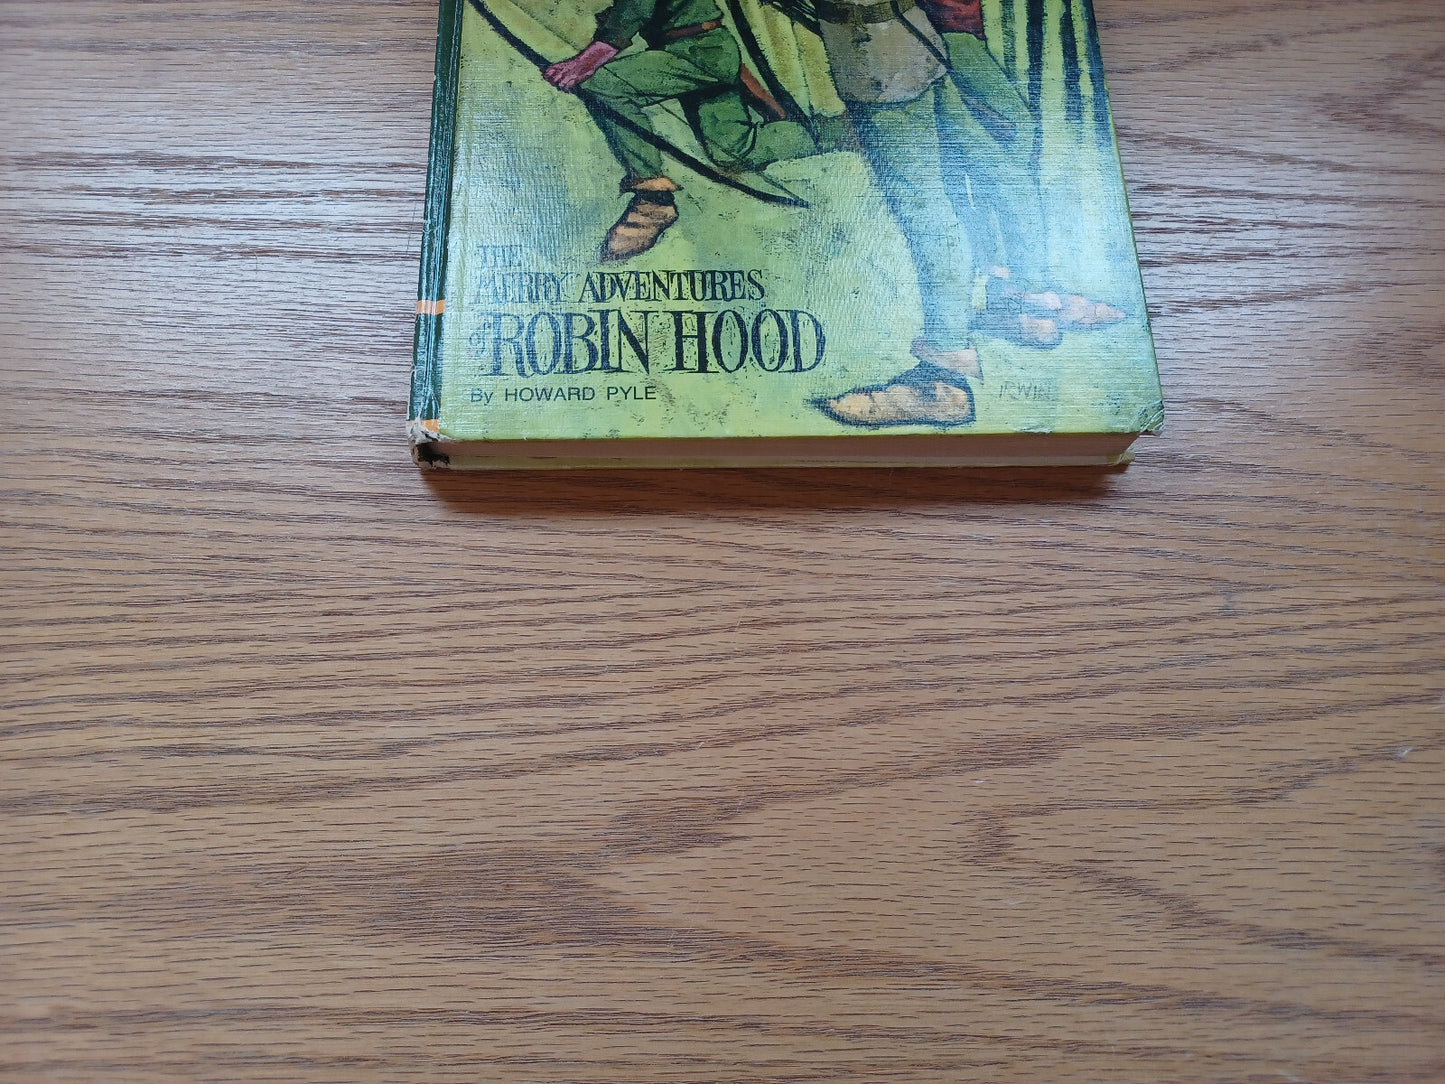 THE
MERRY ADVENTURES
of ROBIN HOOD
By HOWARD PYLE
IRWIN